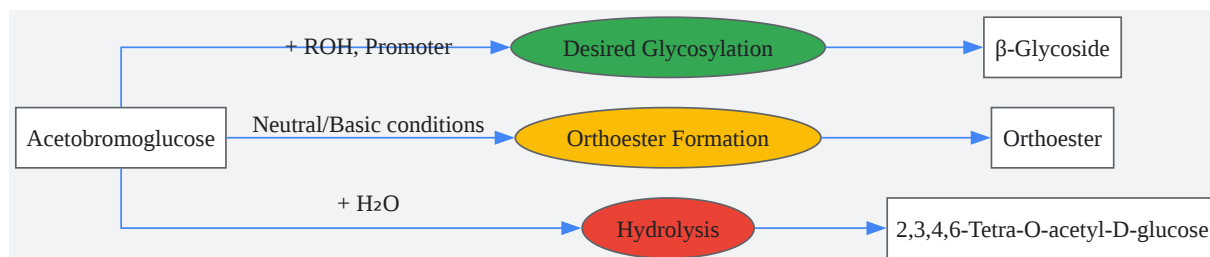 + ROH, Promoter
Desired Glycosylation
β-Glycoside
Acetobromoglucose
Neutral/Basic conditions
Orthoester Formation
Orthoester
+ H₂O
Hydrolysis
2,3,4,6-Tetra-O-acetyl-D-glucose